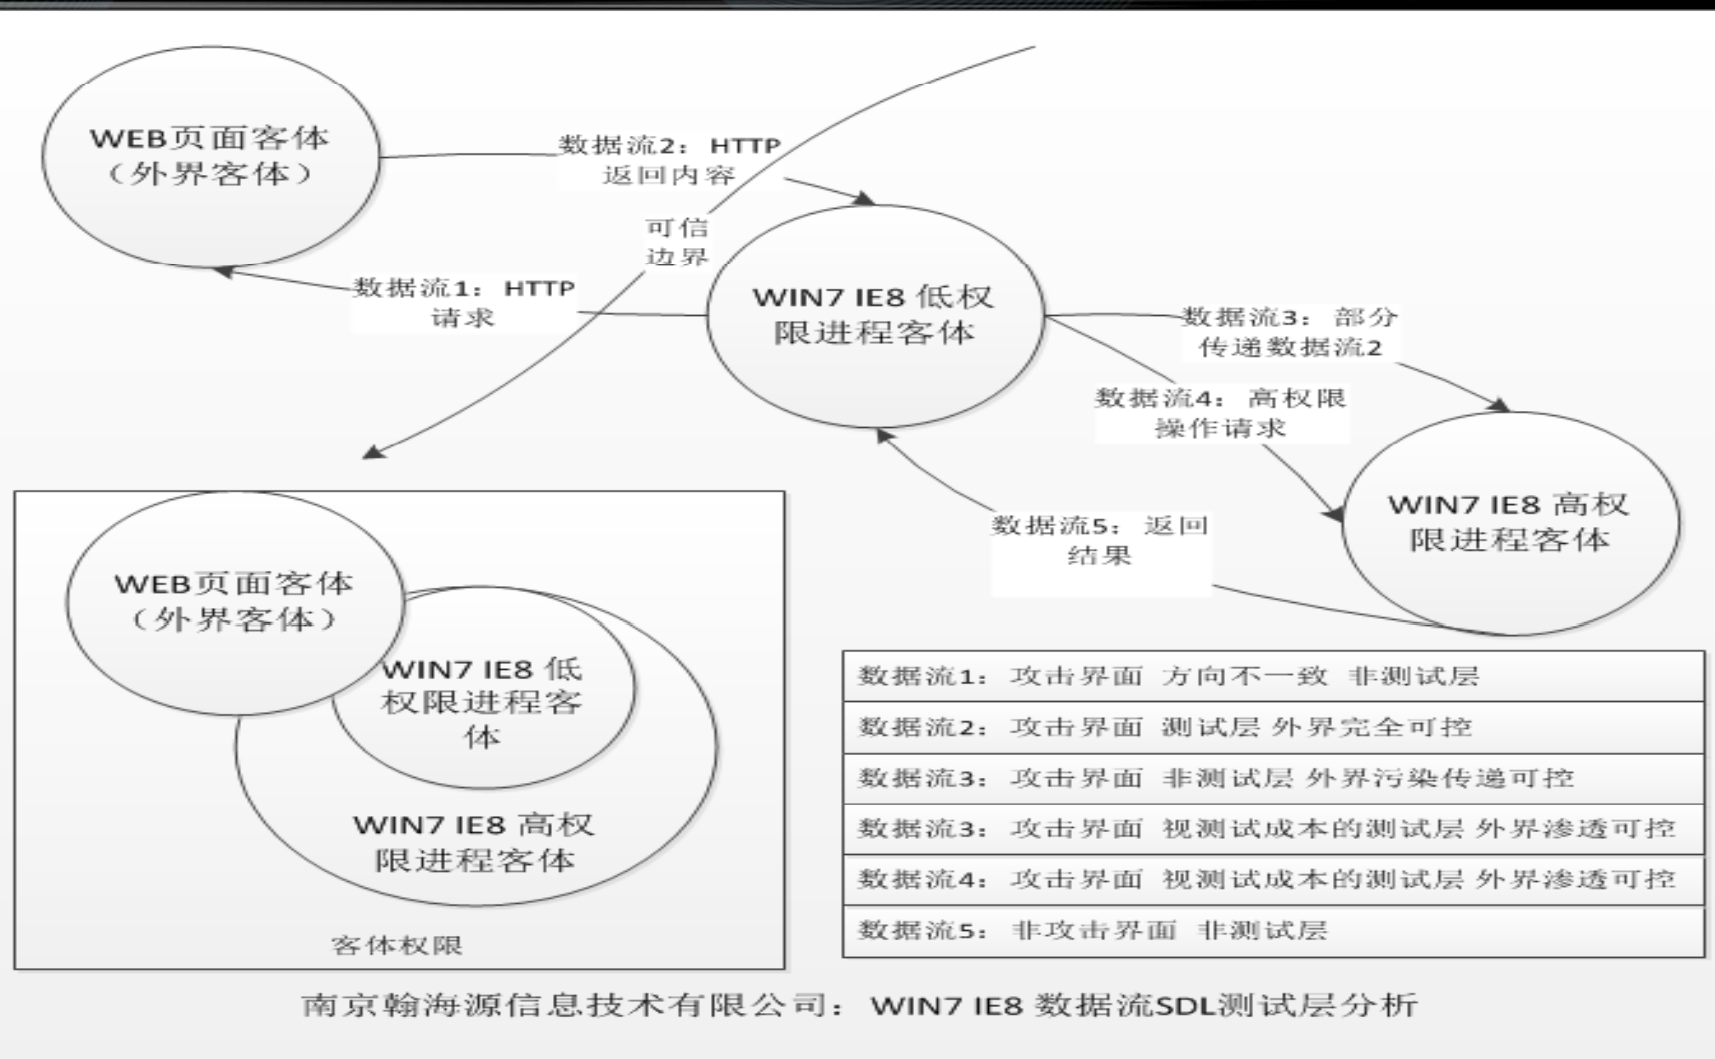 WEB页面客体
（外界客体）
数据流2：HTTP
返回内容
可信
边界
数据流1：HTTP
请求
WIN7 IE8 低权
限进程客体
数据流3：部分
传递数据流2
数据流4：高权限
操作请求
WIN7 IE8 高权
限进程客体
数据流5：返回
结果
WEB页面客体
（外界客体）
WIN7 IE8 低
权限进程客
体
WIN7 IE8 高权
限进程客体
客体权限
数据流1：攻击界面 方向不一致 非测试层
数据流2：攻击界面 测试层 外界完全可控
数据流3：攻击界面 非测试层 外界污染传递可控
数据流3：攻击界面 视测试成本的测试层 外界渗透可控
数据流4：攻击界面 视测试成本的测试层 外界渗透可控
数据流5：非攻击界面 非测试层
南京翰海源信息技术有限公司：WIN7 IE8 数据流SDL测试层分析